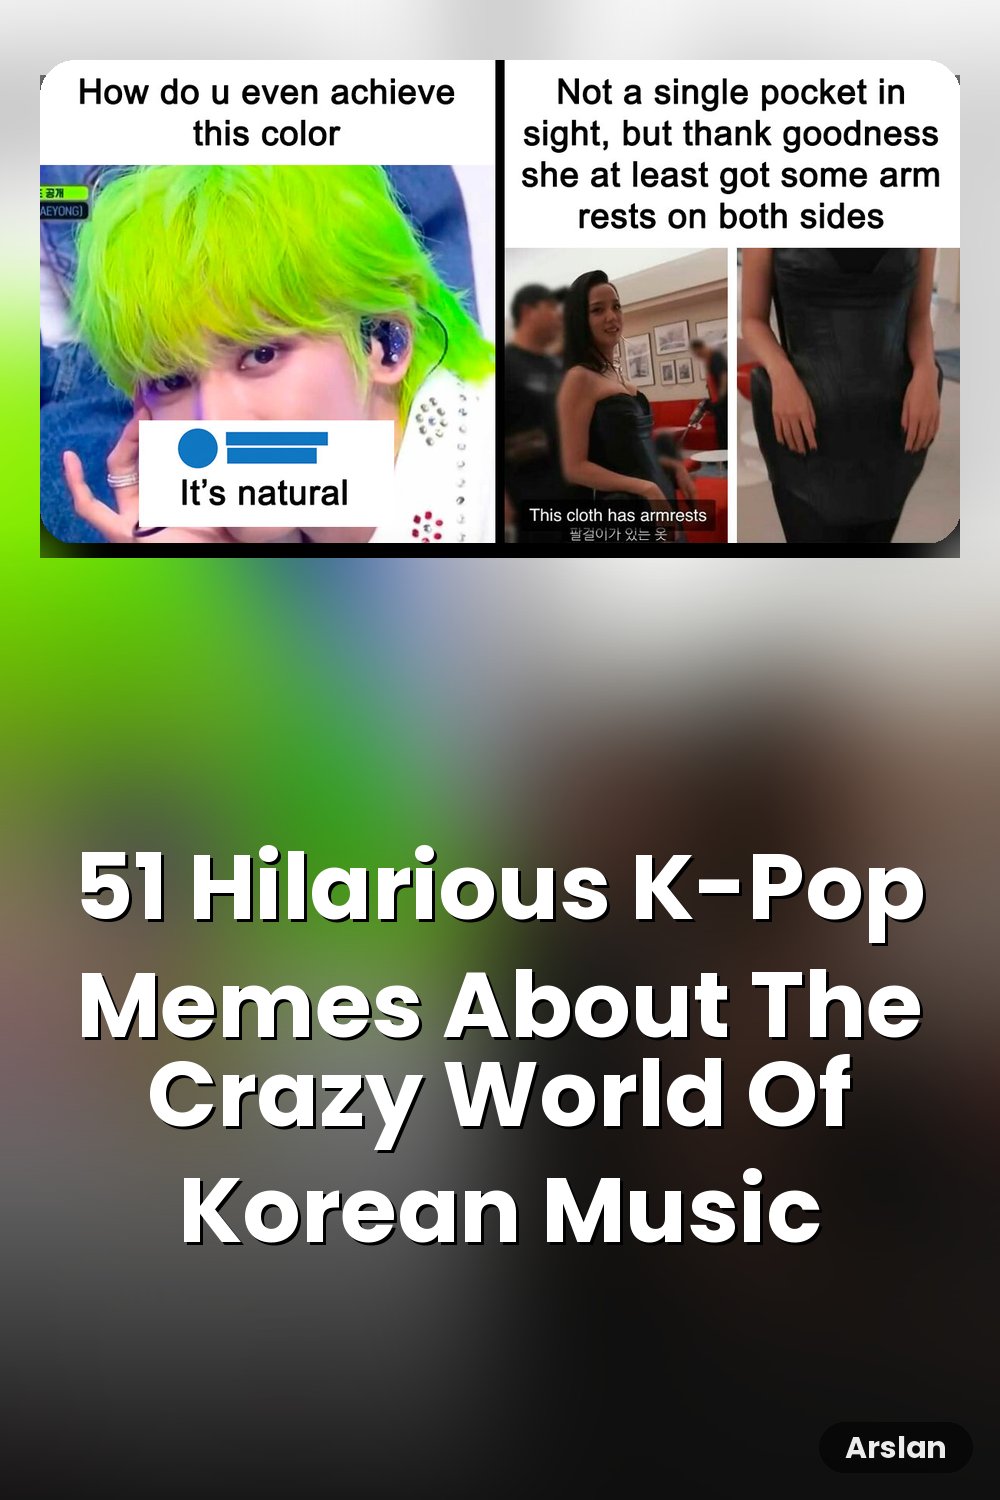 How do u even achieve
this color
공개
AEYONG)
It's natural
Not a single pocket in
sight, but thank goodness
she at least got some arm
rests on both sides
This cloth has armrests
팔걸이가 있는 옷
51 Hilarious K-Pop
Memes About The
Crazy World Of
Korean Music
Arslan